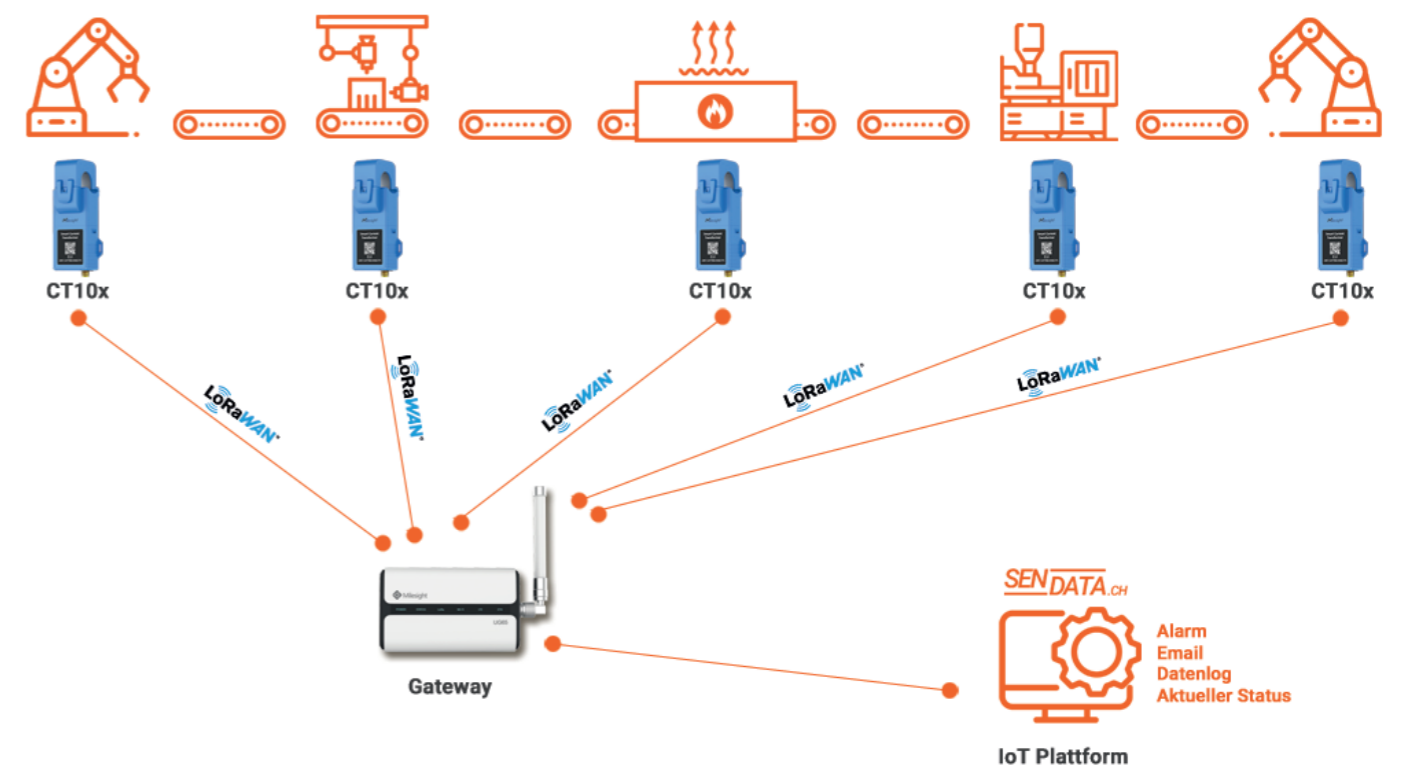 CT10x
CT10x
CT10x
CT10x
CT10x
LoRaWAN
LoRaWAN
LoRaWAN
LoRaWAN
LoRaWAN
Milesight
Gateway
SENDATA.CH
Alarm
Email
Datenlog
Aktueller Status
IoT Plattform